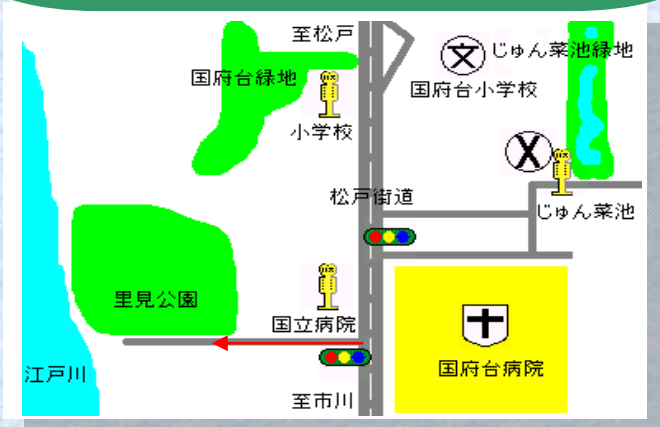 至松戸
じゅん菜池緑地
国府台緑地
文
国府台小学校
小学校
X
松戸街道
じゅん菜池
里見公園
国立病院
江戸川
国府台病院
至市川